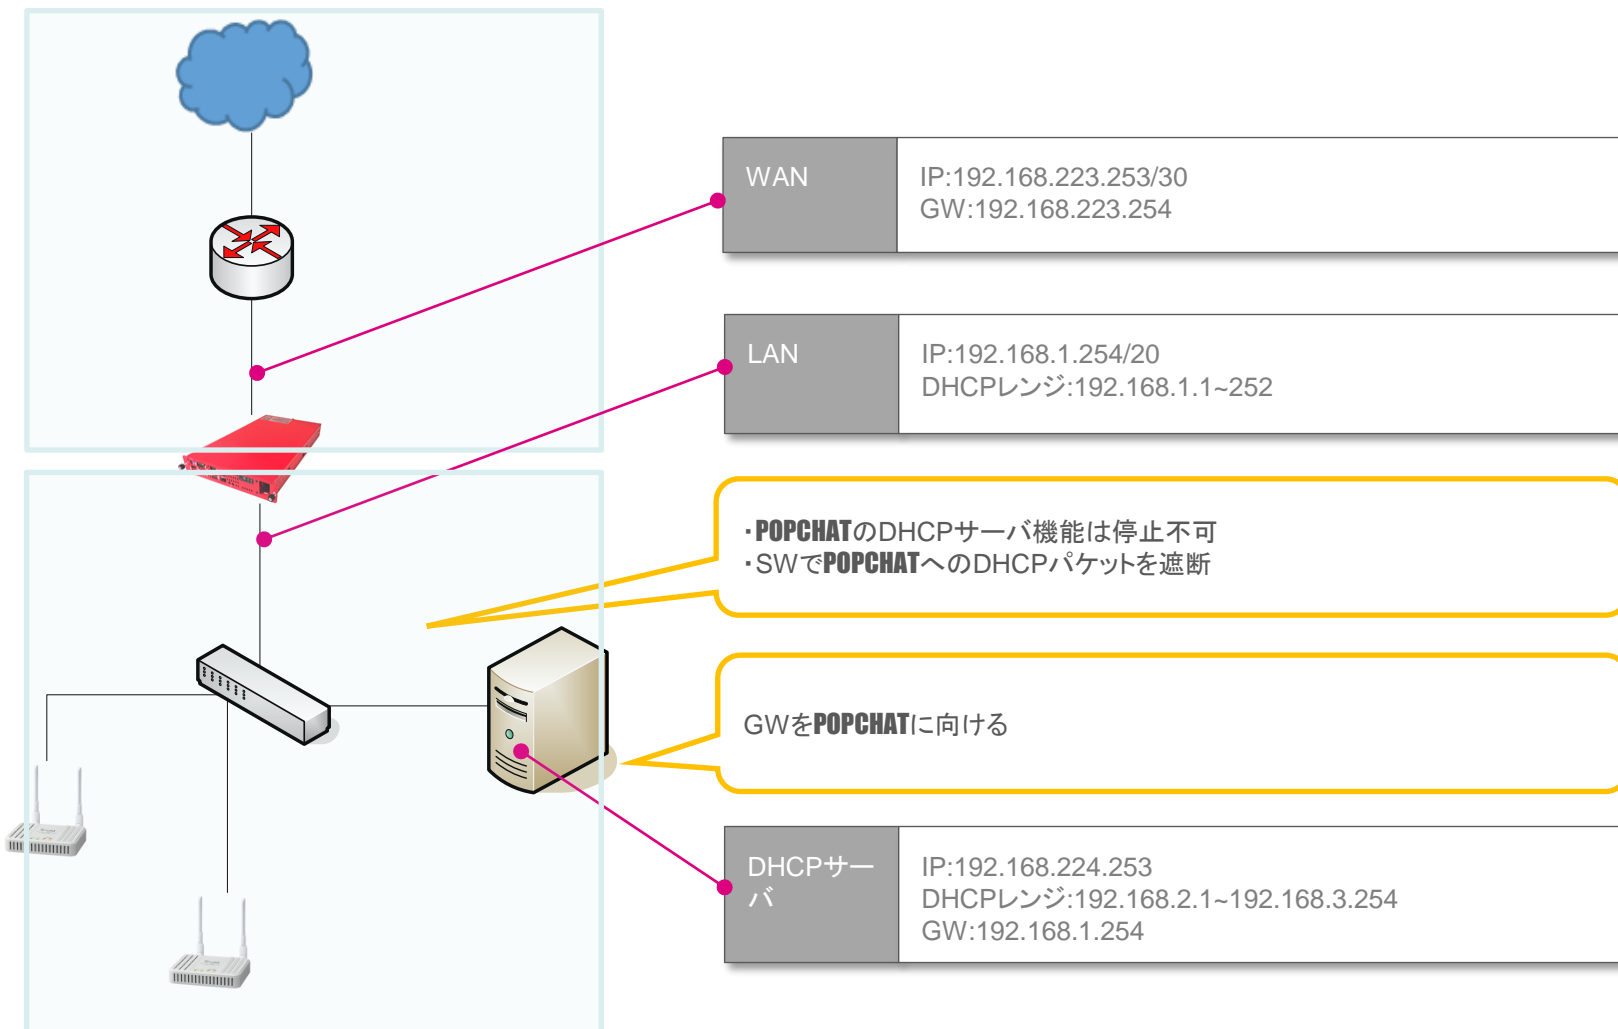 WAN
IP:192.168.223.253/30
GW:192.168.223.254
LAN
IP:192.168.1.254/20
DHCPレンジ:192.168.1.1~252
・POPCHATのDHCPサーバ機能は停止不可
・SWでPOPCHATへのDHCPパケットを遮断
GWをPOPCHATに向ける
DHCPサー
バ
IP:192.168.224.253
DHCPレンジ:192.168.2.1~192.168.3.254
GW:192.168.1.254